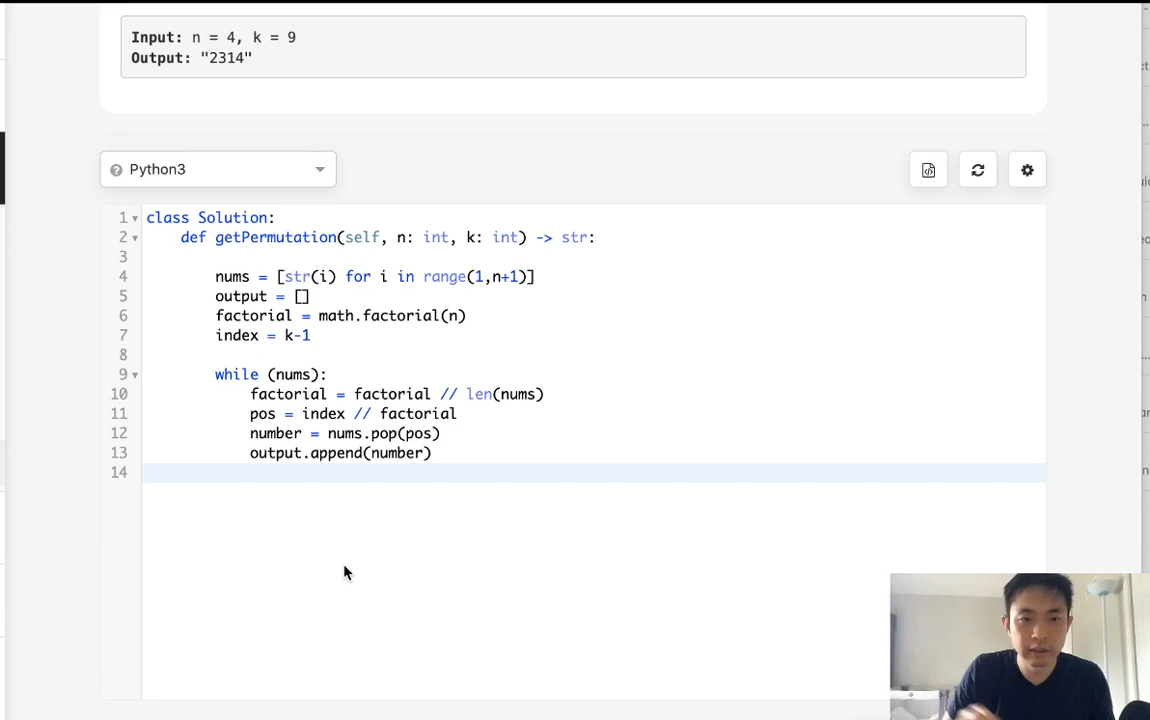 Input: n = 4, k = 9
Output: "2314"
Python3
1 class Solution:
2 def getPermutation(self, n: int, k: int) -> str:
3
4 nums = [str(i) for i in range(1,n+1)]
5 output = []
6 factorial = math.factorial(n)
7 index = k-1
8
9 while (nums):
10 factorial = factorial // len(nums)
11 pos = index // factorial
12 number = nums.pop(pos)
13 output.append(number)
14